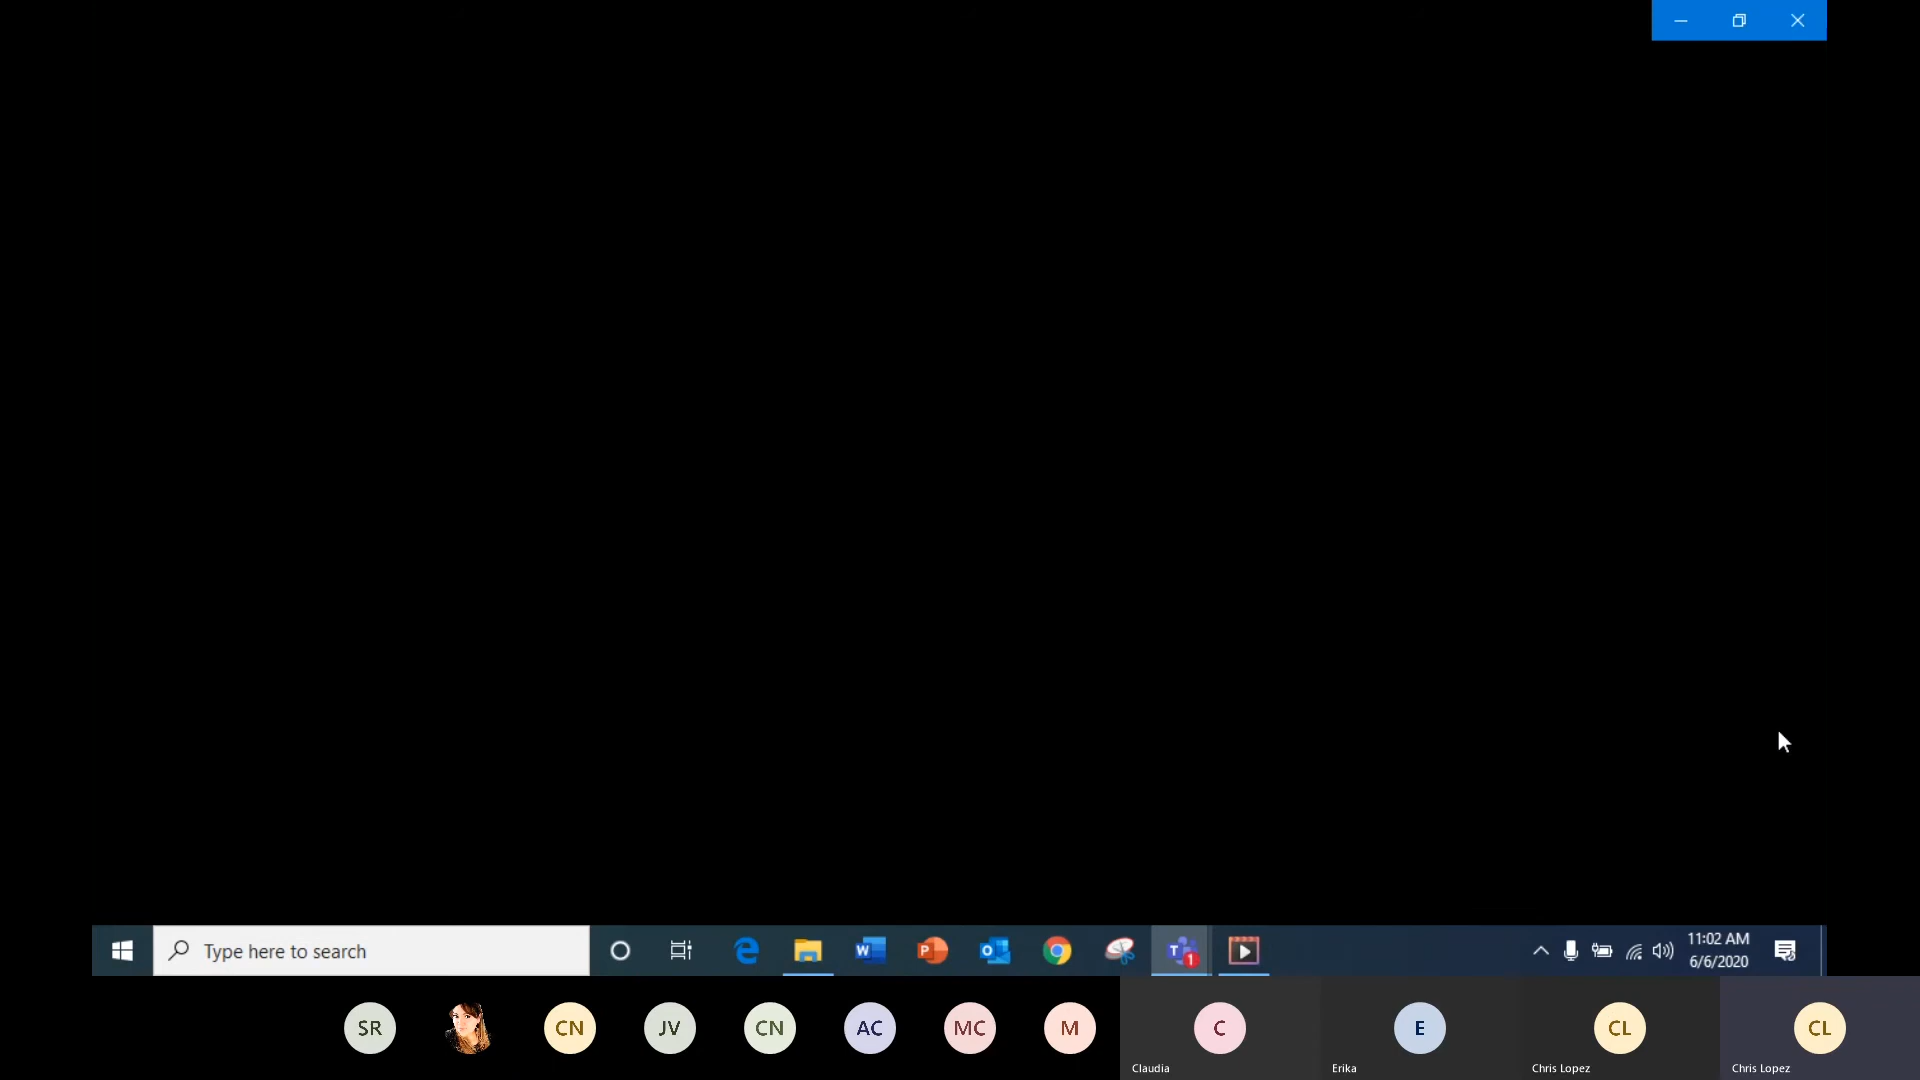 Type here to search
W
P
O
T
1
11:02 AM
6/6/2020
SR
CN
JV
CN
AC
MC
M
C
E
CL
CL
Claudia
Erika
Chris Lopez
Chris Lopez